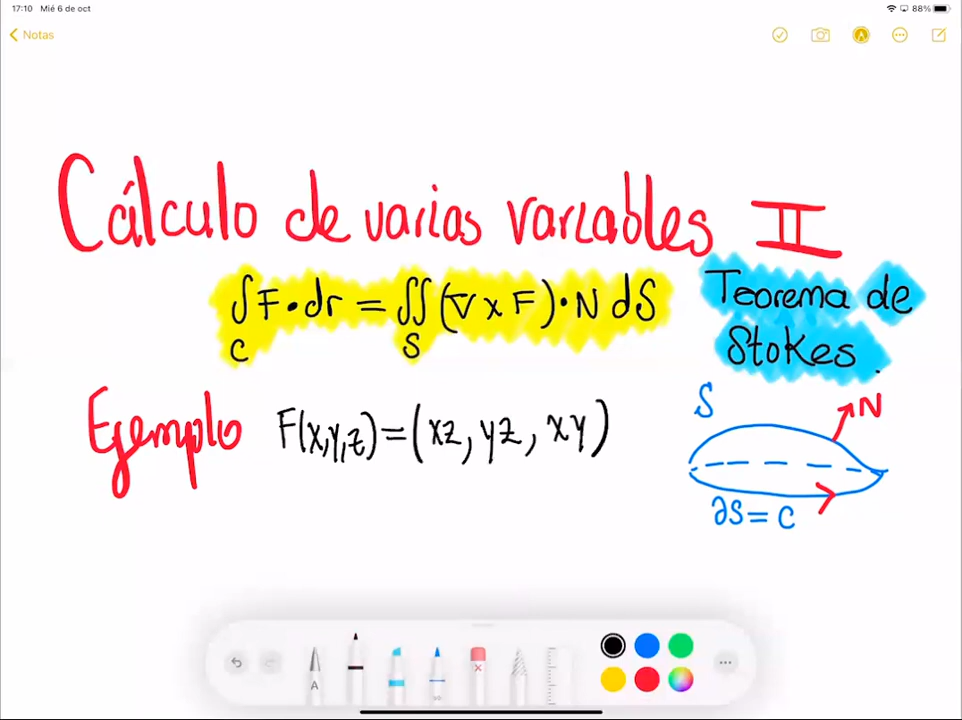 17:10 Mié 6 de oct 88%
Notas
Cálculo de varias variables II
∫F•dr = ∬(∇×F)•N dS Teorema de
C S Stokes.
S N
Ejemplo F(x,y,z)=(xz, yz, xy)
∂S = C
A